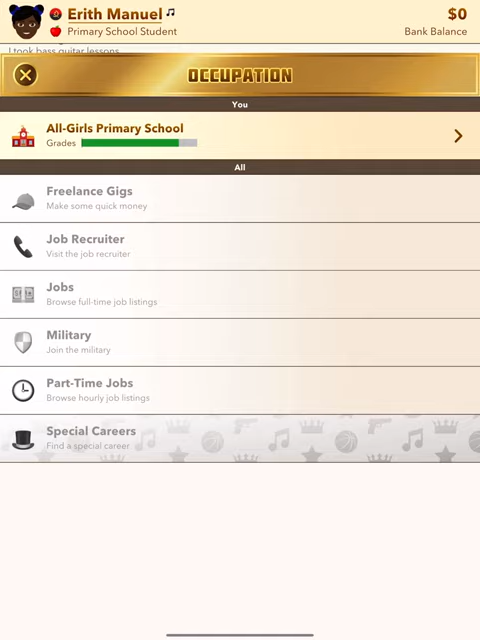 Erith Manuel
$0
Primary School Student
Bank Balance
I took bass guitar lessons.
OCCUPATION
You
All-Girls Primary School
Grades
All
Freelance Gigs
Make some quick money
Job Recruiter
Visit the job recruiter
Jobs
Browse full-time job listings
Military
Join the military
Part-Time Jobs
Browse hourly job listings
Special Careers
Find a special career